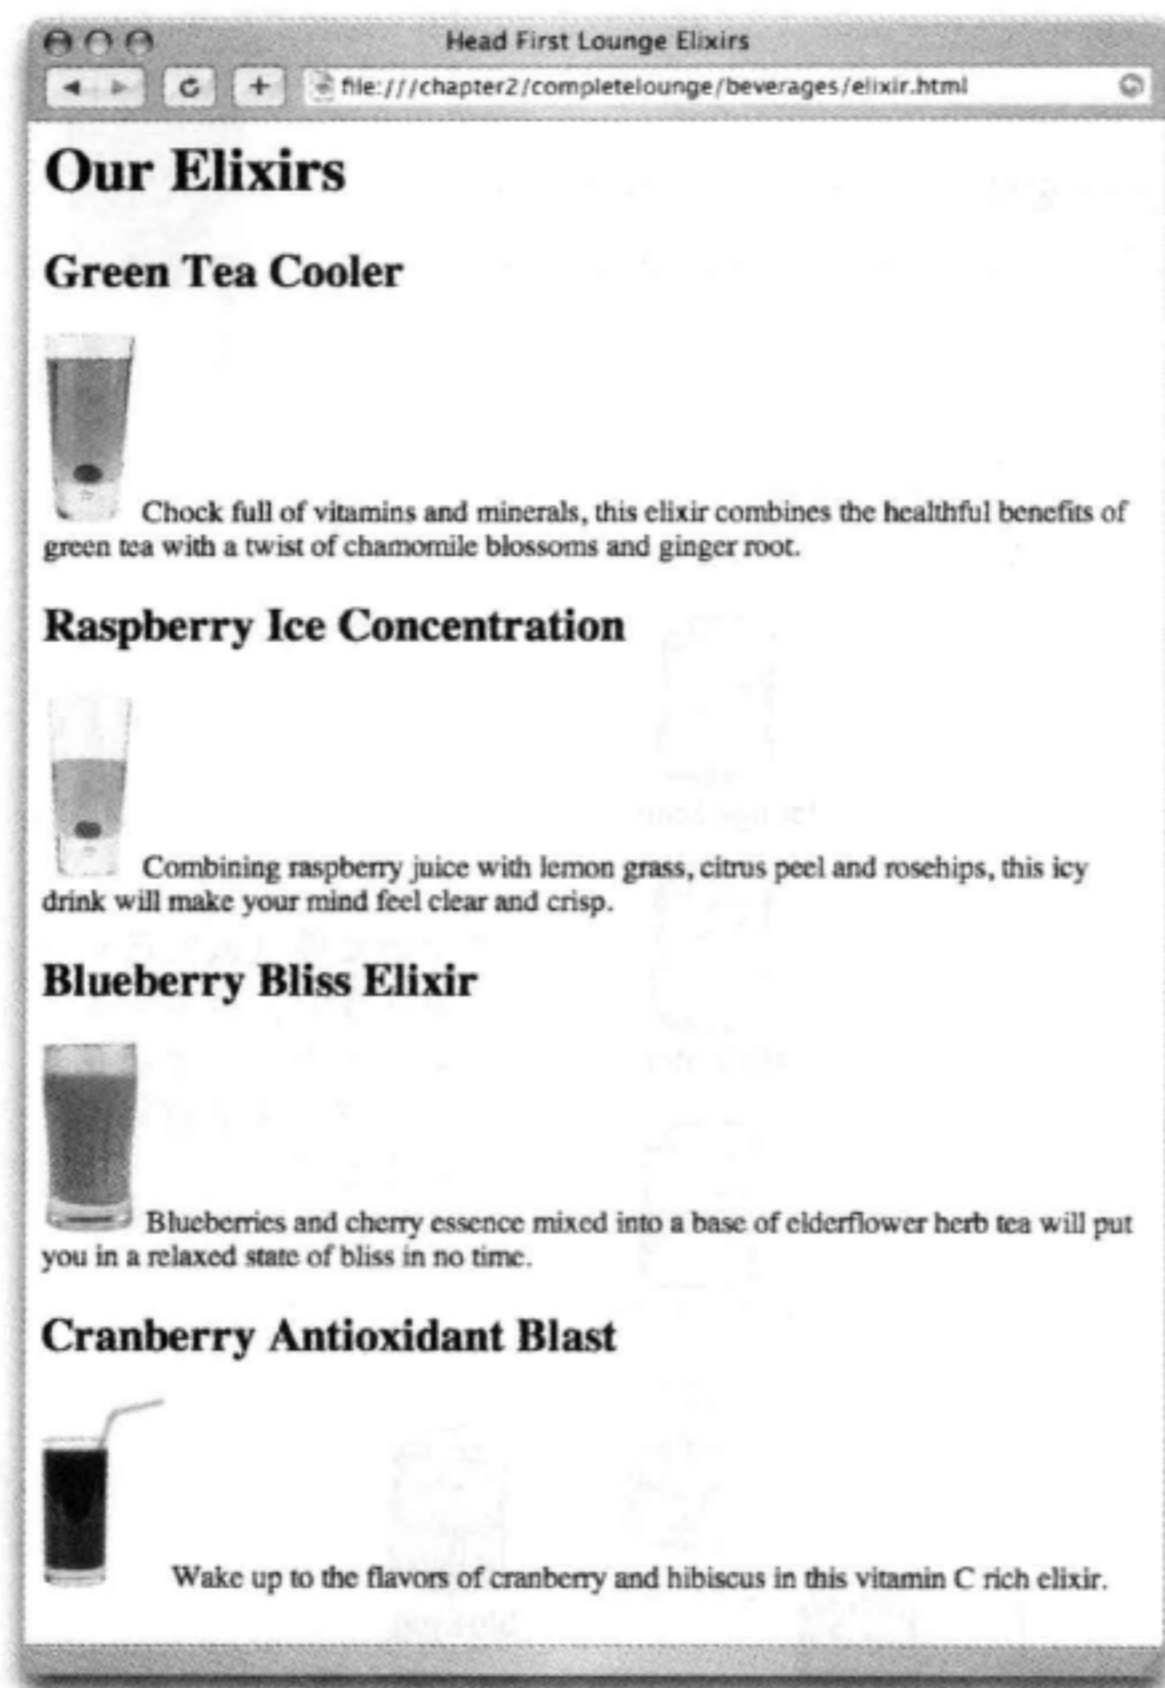 Head First Lounge Elixirs
file:///chapter2/completelounge/beverages/elixir.html
Our Elixirs
Green Tea Cooler
Chock full of vitamins and minerals, this elixir combines the healthful benefits of
green tea with a twist of chamomile blossoms and ginger root.
Raspberry Ice Concentration
Combining raspberry juice with lemon grass, citrus peel and rosehips, this icy
drink will make your mind feel clear and crisp.
Blueberry Bliss Elixir
Blueberries and cherry essence mixed into a base of elderflower herb tea will put
you in a relaxed state of bliss in no time.
Cranberry Antioxidant Blast
Wake up to the flavors of cranberry and hibiscus in this vitamin C rich elixir.